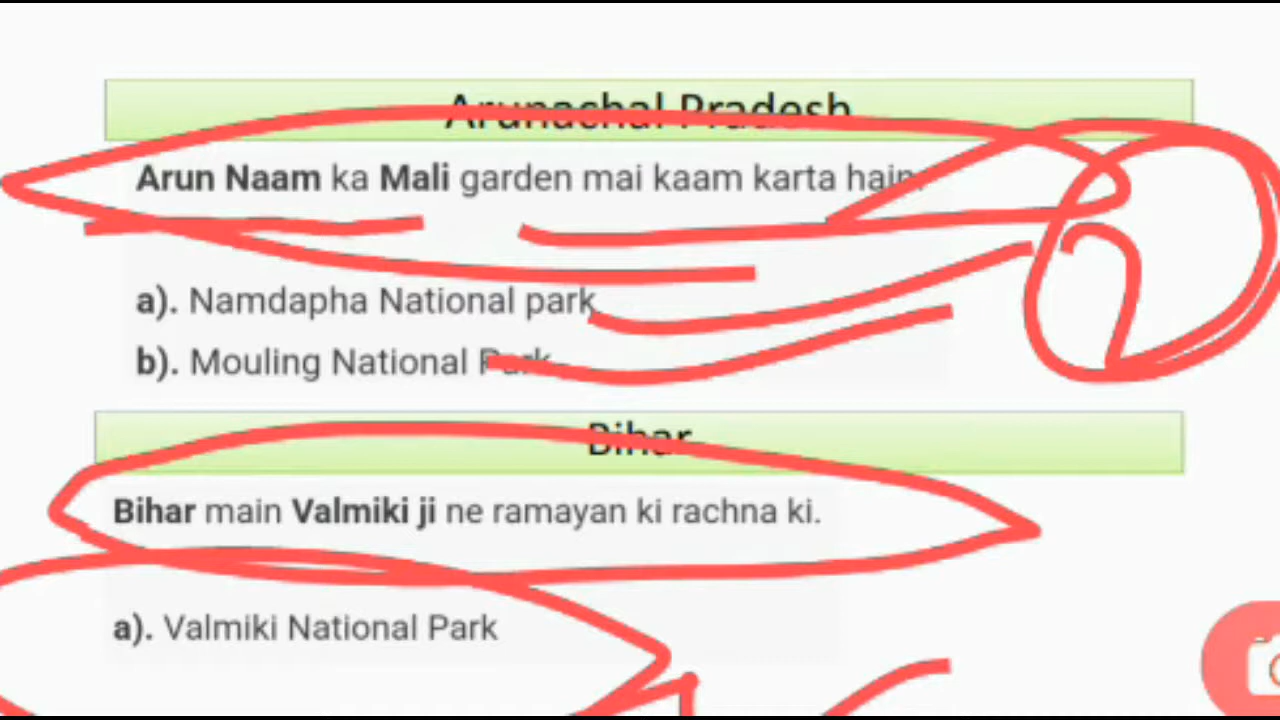 Arunachal Pradesh
Arun Naam ka Mali garden mai kaam karta hain.
a). Namdapha National park
b). Mouling National Park
Bihar
Bihar main Valmiki ji ne ramayan ki rachna ki.
a). Valmiki National Park